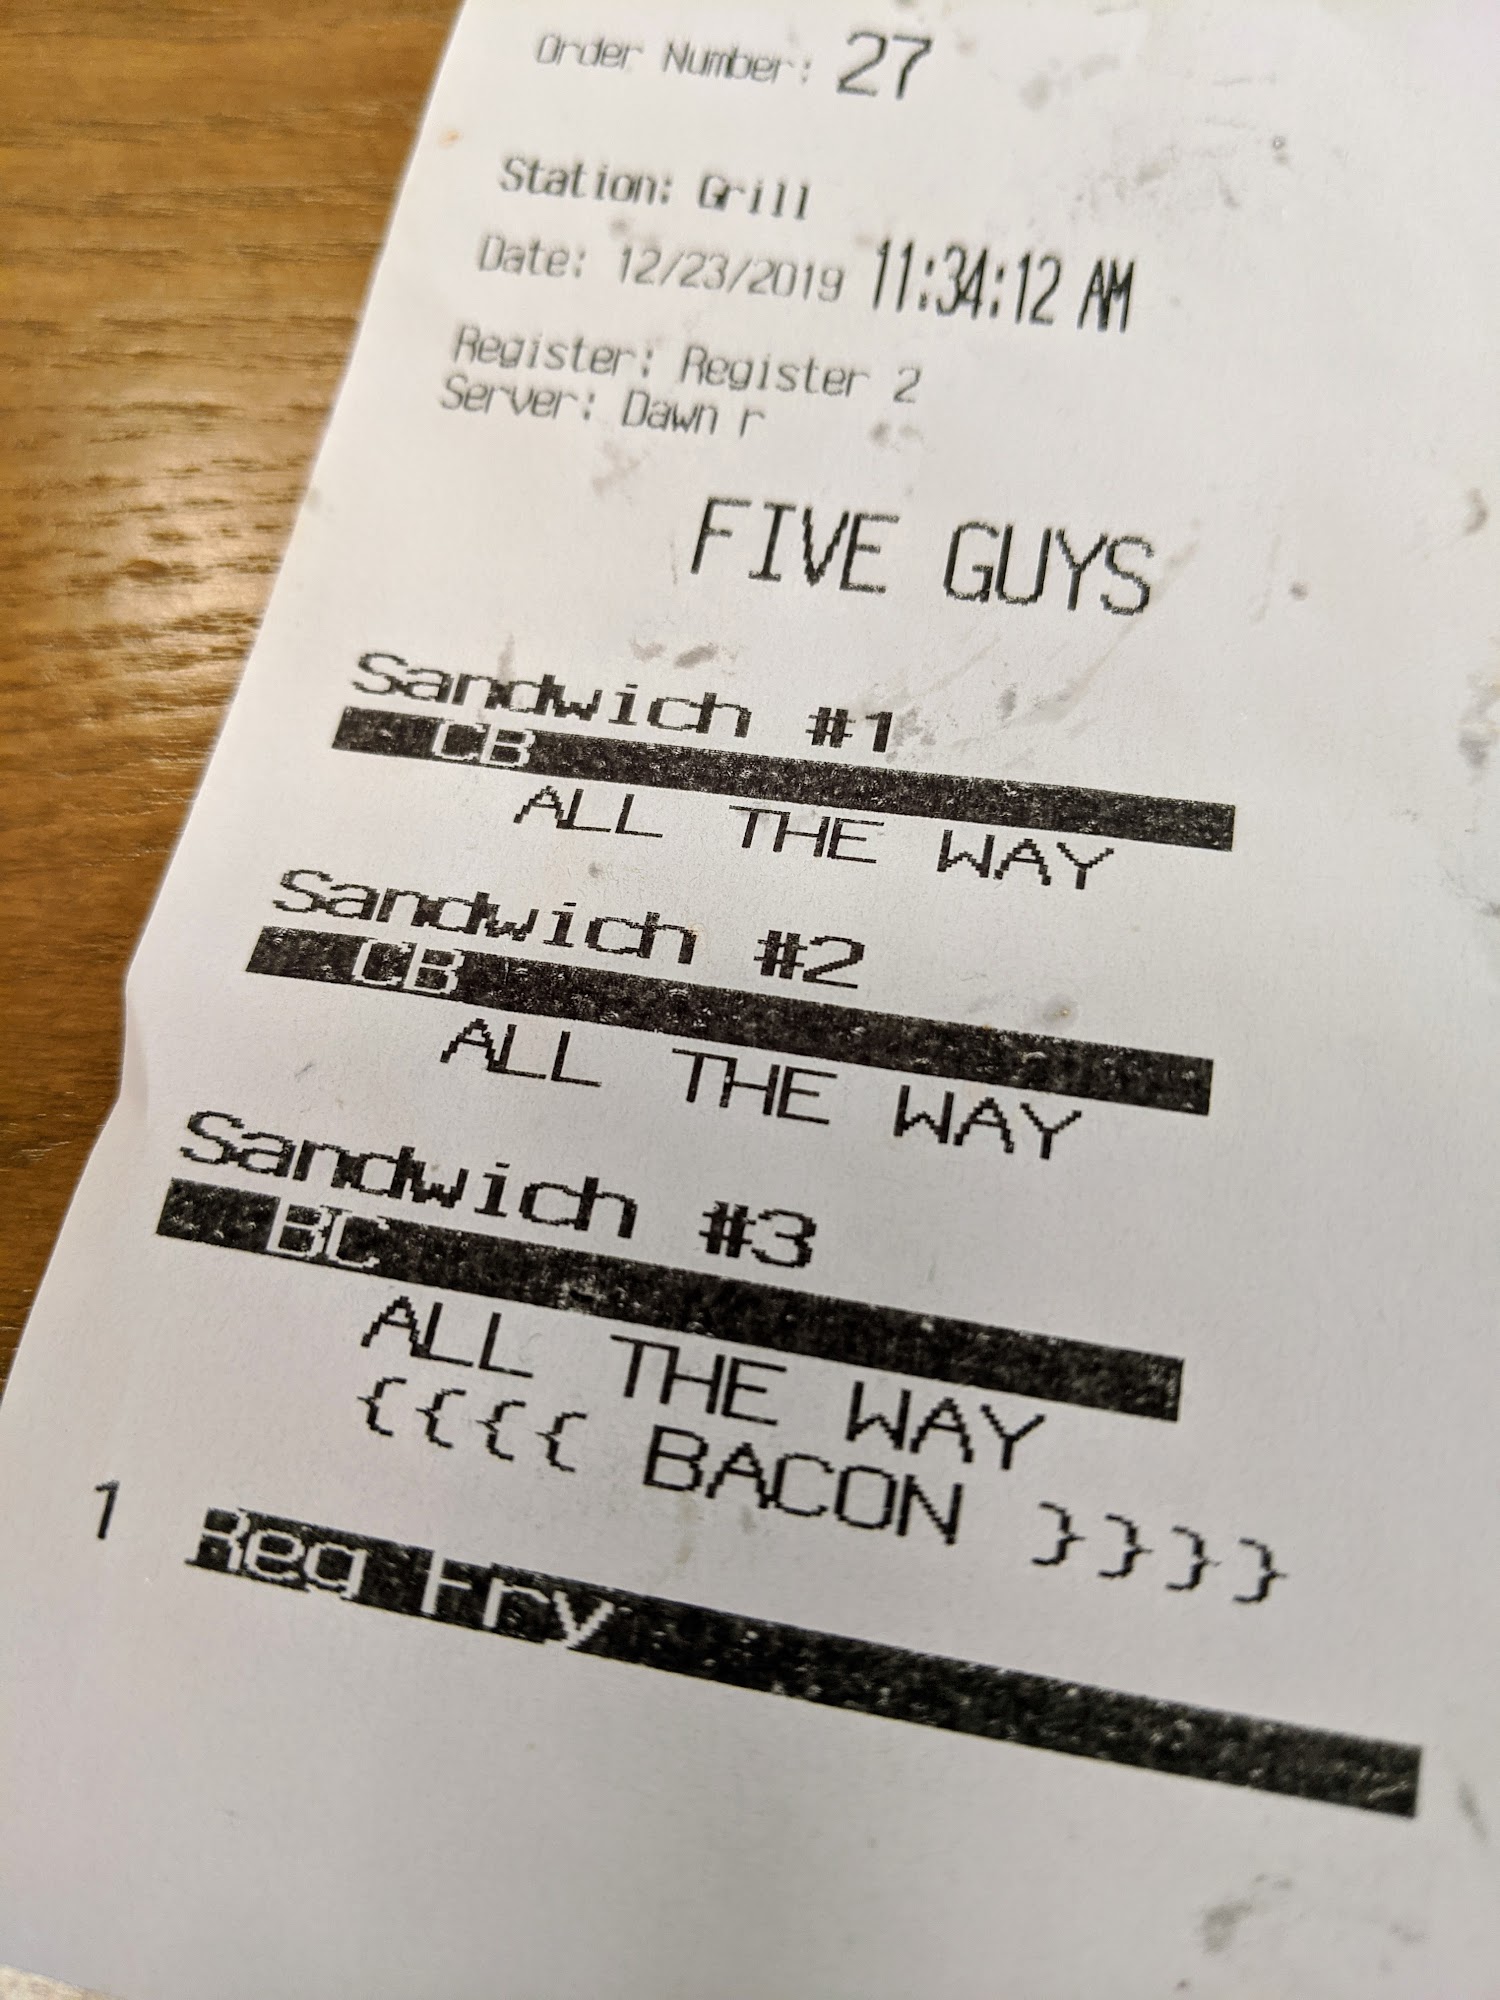 Order Number: 27
Station: Grill
Date: 12/23/2019 11:34:12 AM
Register: Register 2
Server: Dawn r
FIVE GUYS
Sandwich #1
CB
ALL THE WAY
Sandwich #2
CB
ALL THE WAY
Sandwich #3
BC
ALL THE WAY
{{{{ BACON }}}}
1 Reg Fry